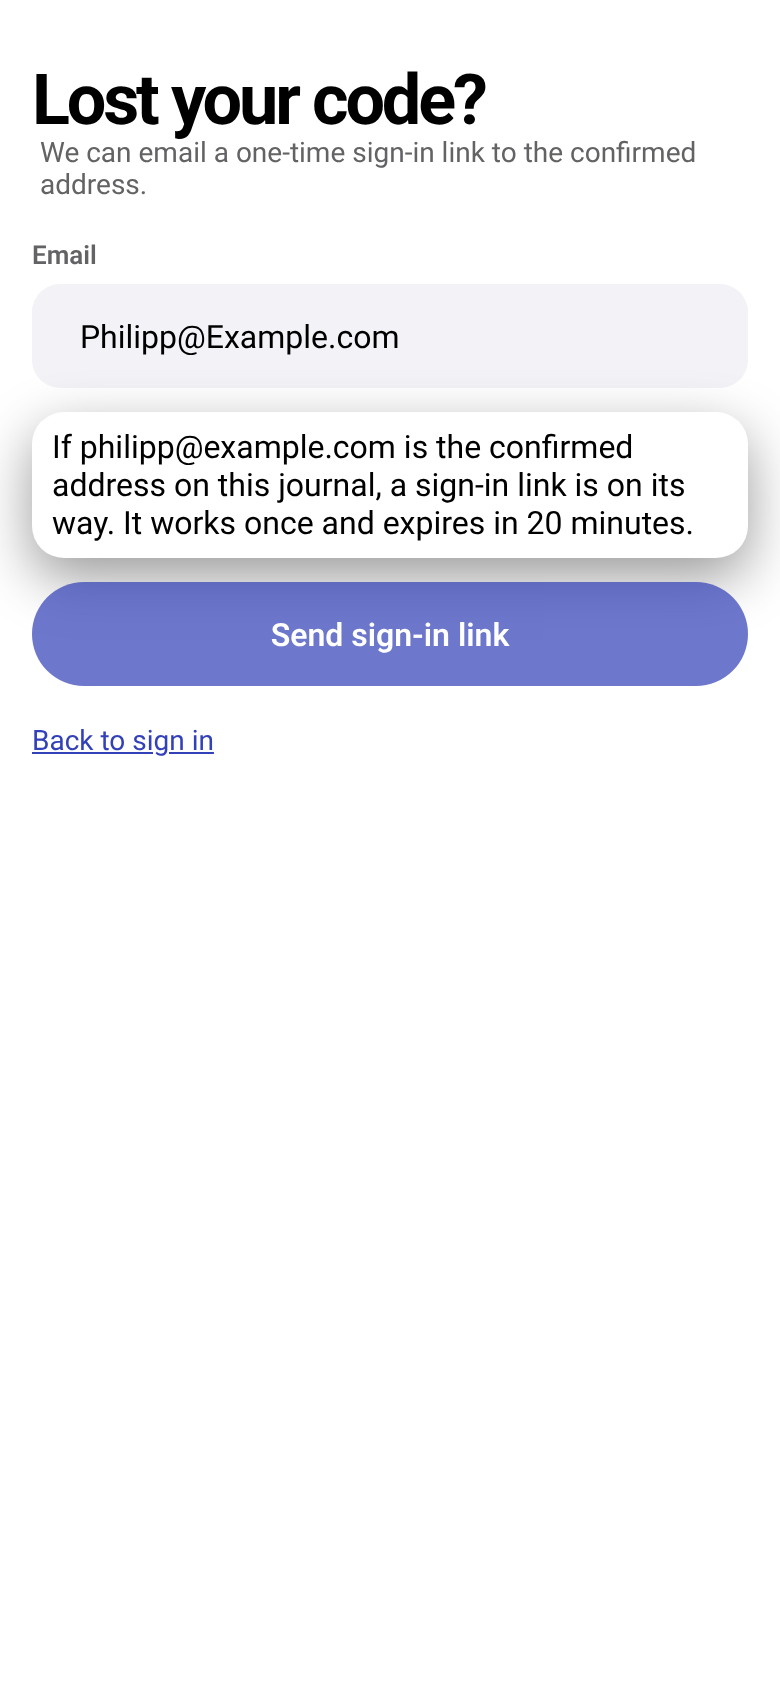 Lost your code?
We can email a one-time sign-in link to the confirmed
address.
Email
Philipp@Example.com
If philipp@example.com is the confirmed
address on this journal, a sign-in link is on its
way. It works once and expires in 20 minutes.
Send sign-in link
Back to sign in